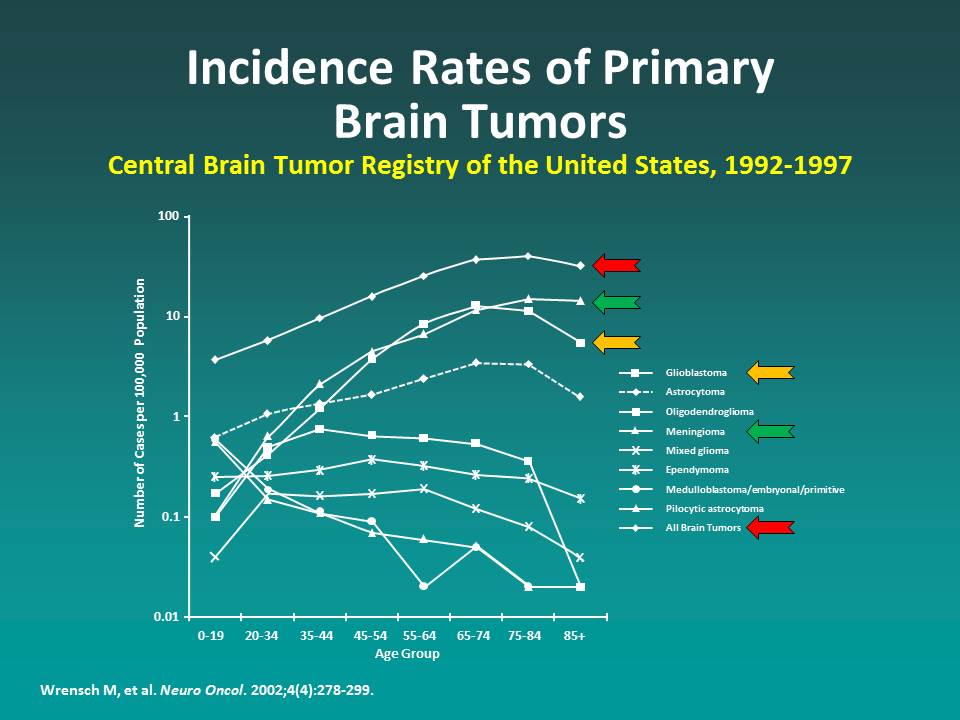 Incidence Rates of Primary
Brain Tumors
Central Brain Tumor Registry of the United States, 1992-1997
100
10
1
0.1
0.01
Number of Cases per 100,000 Population
0-19 20-34 35-44 45-54 55-64 65-74 75-84 85+
Age Group
Glioblastoma
Astrocytoma
Oligodendroglioma
Meningioma
Mixed glioma
Ependymoma
Medulloblastoma/embryonal/primitive
Pilocytic astrocytoma
All Brain Tumors
Wrensch M, et al. Neuro Oncol. 2002;4(4):278-299.